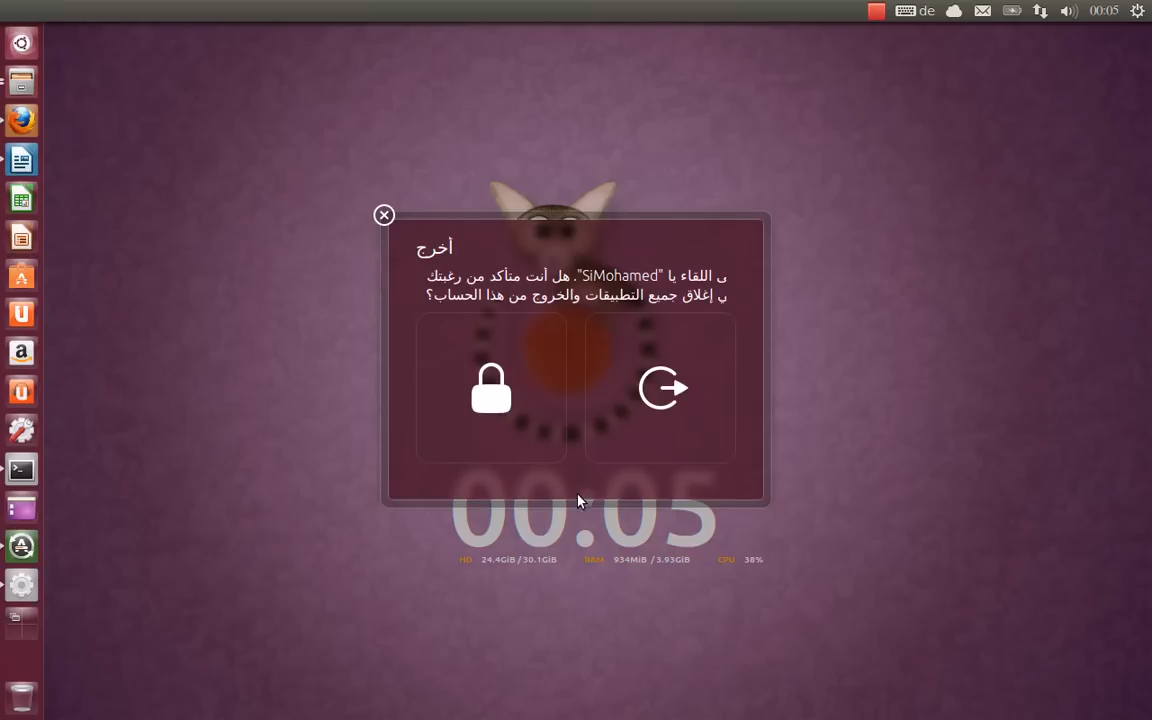 de
00:05
أخرج
ى اللقاء يا "SiMohamed". هل أنت متأكد من رغبتك
ي إغلاق جميع التطبيقات والخروج من هذا الحساب؟
00:05
HD 24.4GiB / 30.1GiB RAM 934MiB / 3.93GiB CPU 38%